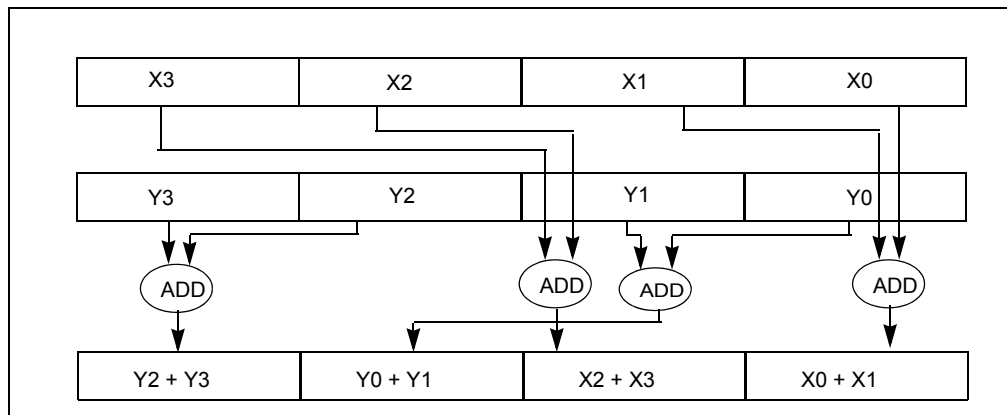 X3 X2 X1 X0
Y3 Y2 Y1 Y0
ADD ADD ADD ADD
Y2 + Y3 Y0 + Y1 X2 + X3 X0 + X1